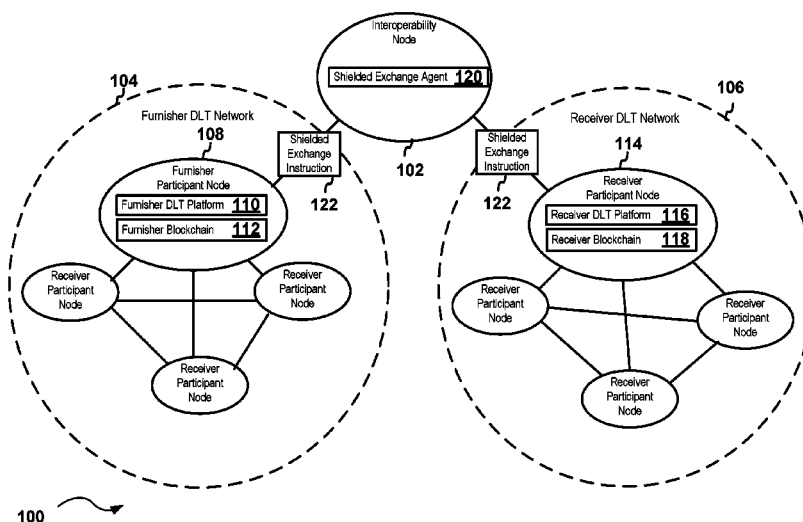 Interoperability
Node
Shielded Exchange Agent 120
102
104
Furnisher DLT Network
108
Furnisher
Participant Node
Furnisher DLT Platform 110
Furnisher Blockchain 112
Shielded
Exchange
Instruction
122
Receiver
Participant
Node
Receiver
Participant
Node
Receiver
Participant
Node
106
Receiver DLT Network
114
Shielded
Exchange
Instruction
122
Receiver
Participant Node
Receiver DLT Platform 116
Receiver Blockchain 118
Receiver
Participant
Node
Receiver
Participant
Node
Receiver
Participant
Node
100